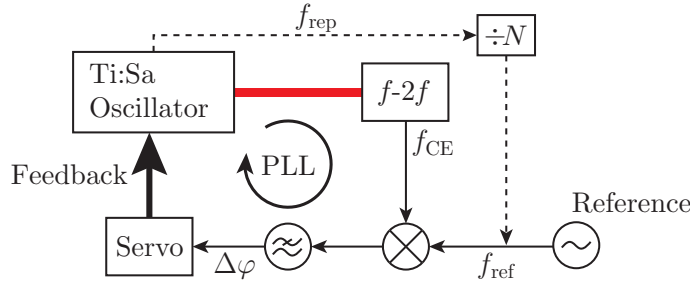 f_rep
÷N
Ti:Sa
Oscillator
f-2f
f_CE
PLL
Feedback
Reference
Servo
Δφ
f_ref